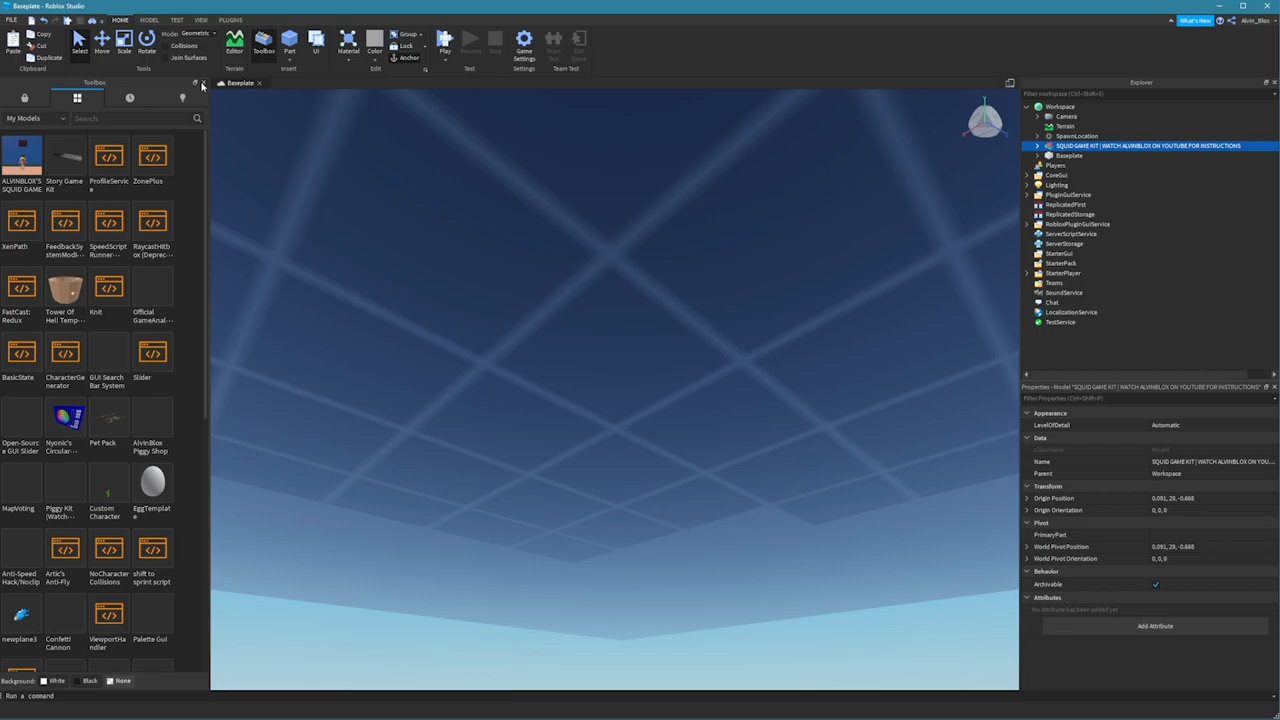 Baseplate - Roblox Studio
FILE HOME MODEL TEST VIEW PLUGINS What's New Alvin_Blox
Paste Copy Cut Duplicate Select Move Scale Rotate Mode: Geometric Collisions Join Surfaces Editor Toolbox Part UI Material Color Group Lock Anchor Play Resume Stop Game Settings Team Test Exit Game
Clipboard Tools Terrain Insert Edit Test Settings Team Test
Toolbox
My Models Search
ALVINBLOX'S SQUID GAME
Story Game Kit
ProfileService
ZonePlus
XenPath
FeedbackSystemModi···
SpeedScript Runner···
RaycastHitbox (Deprec···
FastCast: Redux
Tower Of Hell Temp···
Knit
Official GameAnal···
BasicState
CharacterGenerator
GUI Search Bar System
Slider
Open-Source GUI Slider
Nyonic's Circular···
Pet Pack
AlvinBlox Piggy Shop
MapVoting
Piggy Kit (Watch···
Custom Character
EggTemplate
Anti-Speed Hack/Noclip
Artic's Anti-Fly
NoCharacter Collisions
shift to sprint script
newplane3
Confetti Cannon
ViewportHandler
Palette Gui
Background: White Black None
Run a command
Baseplate
Explorer
Filter workspace (Ctrl+Shift+X)
Workspace
Camera
Terrain
SpawnLocation
SQUID GAME KIT | WATCH ALVINBLOX ON YOUTUBE FOR INSTRUCTIONS
Baseplate
Players
CoreGui
Lighting
PluginGuiService
ReplicatedFirst
ReplicatedStorage
RobloxPluginGuiService
ServerScriptService
ServerStorage
StarterGui
StarterPack
StarterPlayer
Teams
SoundService
Chat
LocalizationService
TestService
Properties - Model "SQUID GAME KIT | WATCH ALVINBLOX ON YOUTUBE FOR INSTRUCTIONS"
Filter Properties (Ctrl+Shift+P)
Appearance
LevelOfDetail Automatic
Data
ClassName Model
Name SQUID GAME KIT | WATCH ALVINBLOX ON YOU...
Parent Workspace
Transform
Origin Position 0.091, 29, -0.668
Origin Orientation 0, 0, 0
Pivot
PrimaryPart
World Pivot Position 0.091, 29, -0.668
World Pivot Orientation 0, 0, 0
Behavior
Archivable
Attributes
No Attribute has been added yet
Add Attribute